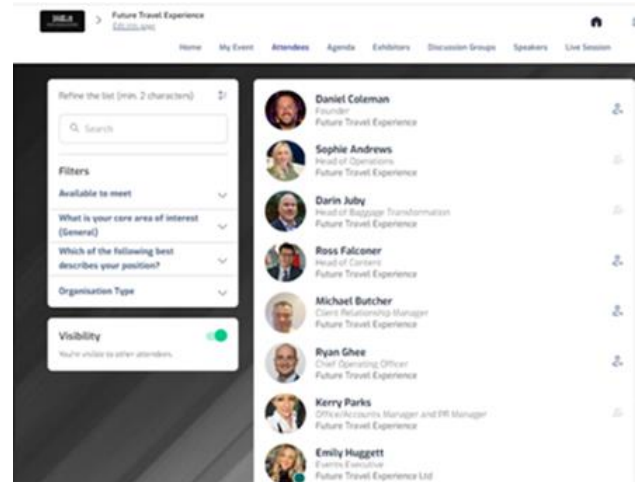 Future Travel Experience
Home My Event Attendees Agenda Exhibitors Discussion Groups Speakers Live Session
Refine the list (min. 2 characters)
Search
Filters
Available to meet
What is your core area of interest
(General)
Which of the following best
describes your position?
Organisation Type
Visibility
You're visible to other attendees.
Daniel Coleman
Founder
Future Travel Experience
Sophie Andrews
Head of Operations
Future Travel Experience
Darin Juby
Head of Baggage Transformation
Future Travel Experience
Ross Falconer
Head of Content
Future Travel Experience
Michael Butcher
Client Relationship Manager
Future Travel Experience
Ryan Ghee
Chief Operating Officer
Future Travel Experience
Kerry Parks
Office/Accounts Manager and PR Manager
Future Travel Experience
Emily Huggett
Events Executive
Future Travel Experience Ltd